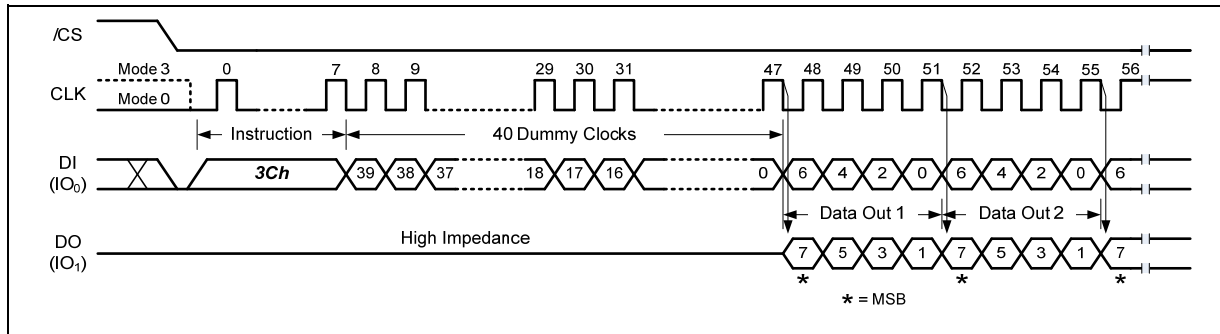 /CS
Mode 3 0 7 8 9 29 30 31 47 48 49 50 51 52 53 54 55 56
CLK
Mode 0
Instruction 40 Dummy Clocks
DI
(IO0) 3Ch 39 38 37 18 17 16 0 6 4 2 0 6 4 2 0 6
Data Out 1 Data Out 2
High Impedance
DO
(IO1) 7 5 3 1 7 5 3 1 7
* * *
* = MSB